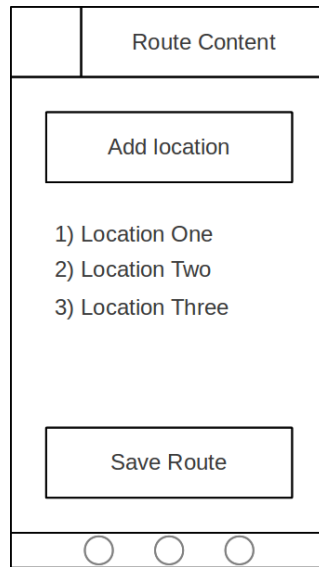 Route Content
Add location
1) Location One
2) Location Two
3) Location Three
Save Route